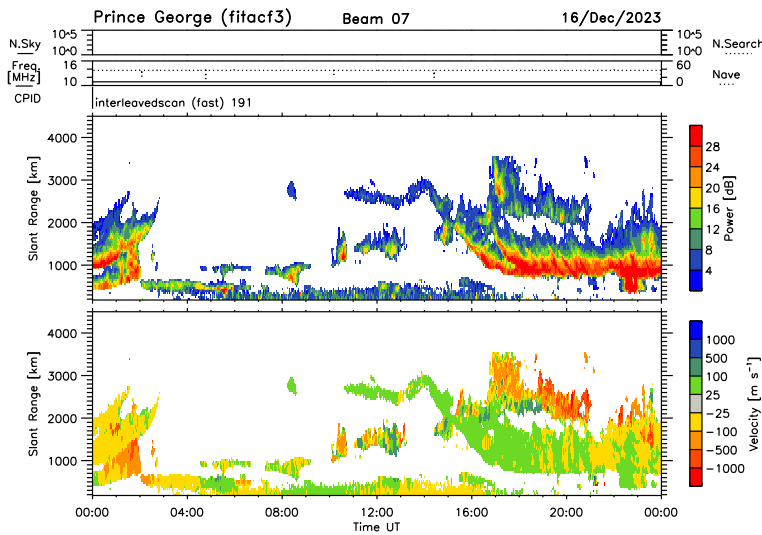 Prince George (fitacf3) Beam 07 16/Dec/2023
N.Sky 10^5 10^0 10^5 10^0 N.Search
Freq. [MHz] 16 10 60 0 Nave
CPID interleavedscan (fast) 191
Slant Range [km]
4000
3000
2000
1000
28
24
20
16
12
8
4
Power [dB]
Slant Range [km]
4000
3000
2000
1000
1000
500
100
25
-25
-100
-500
-1000
Velocity [m s⁻¹]
00:00 04:00 08:00 12:00 16:00 20:00 00:00
Time UT